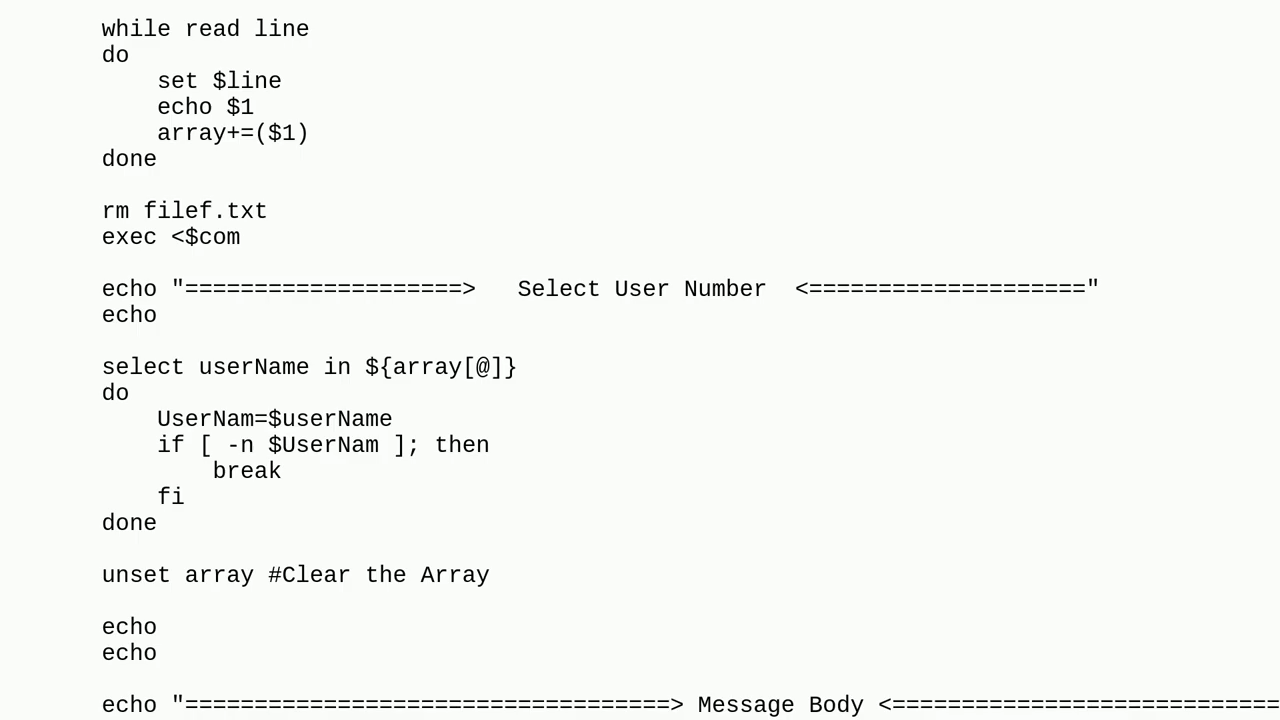 while read line
do
    set $line
    echo $1
    array+=($1)
done

rm filef.txt
exec <$com

echo "====================>   Select User Number  <===================="
echo

select userName in ${array[@]}
do
    UserNam=$userName
    if [ -n $UserNam ]; then
        break
    fi
done

unset array #Clear the Array

echo
echo

echo "===================================> Message Body <============================